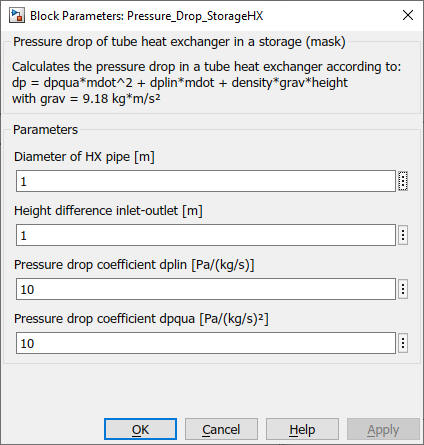 Block Parameters: Pressure_Drop_StorageHX
Pressure drop of tube heat exchanger in a storage (mask)
Calculates the pressure drop in a tube heat exchanger according to:
dp = dpqua*mdot^2 + dplin*mdot + density*grav*height
with grav = 9.18 kg*m/s²
Parameters
Diameter of HX pipe [m]
1
Height difference inlet-outlet [m]
1
Pressure drop coefficient dplin [Pa/(kg/s)]
10
Pressure drop coefficient dpqua [Pa/(kg/s)²]
10
OK Cancel Help Apply